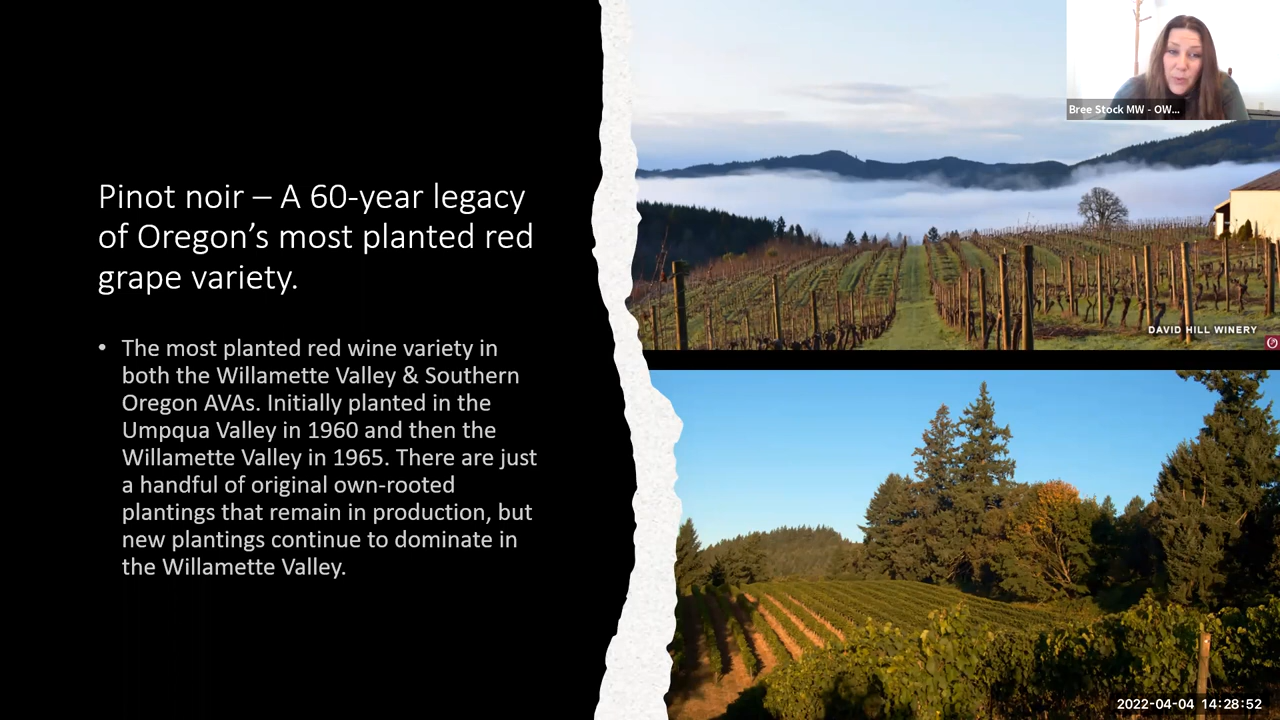 Pinot noir – A 60-year legacy
of Oregon's most planted red
grape variety.
• The most planted red wine variety in
both the Willamette Valley & Southern
Oregon AVAs. Initially planted in the
Umpqua Valley in 1960 and then the
Willamette Valley in 1965. There are just
a handful of original own-rooted
plantings that remain in production, but
new plantings continue to dominate in
the Willamette Valley.
Bree Stock MW - OW...
DAVID HILL WINERY
2022-04-04 14:28:52